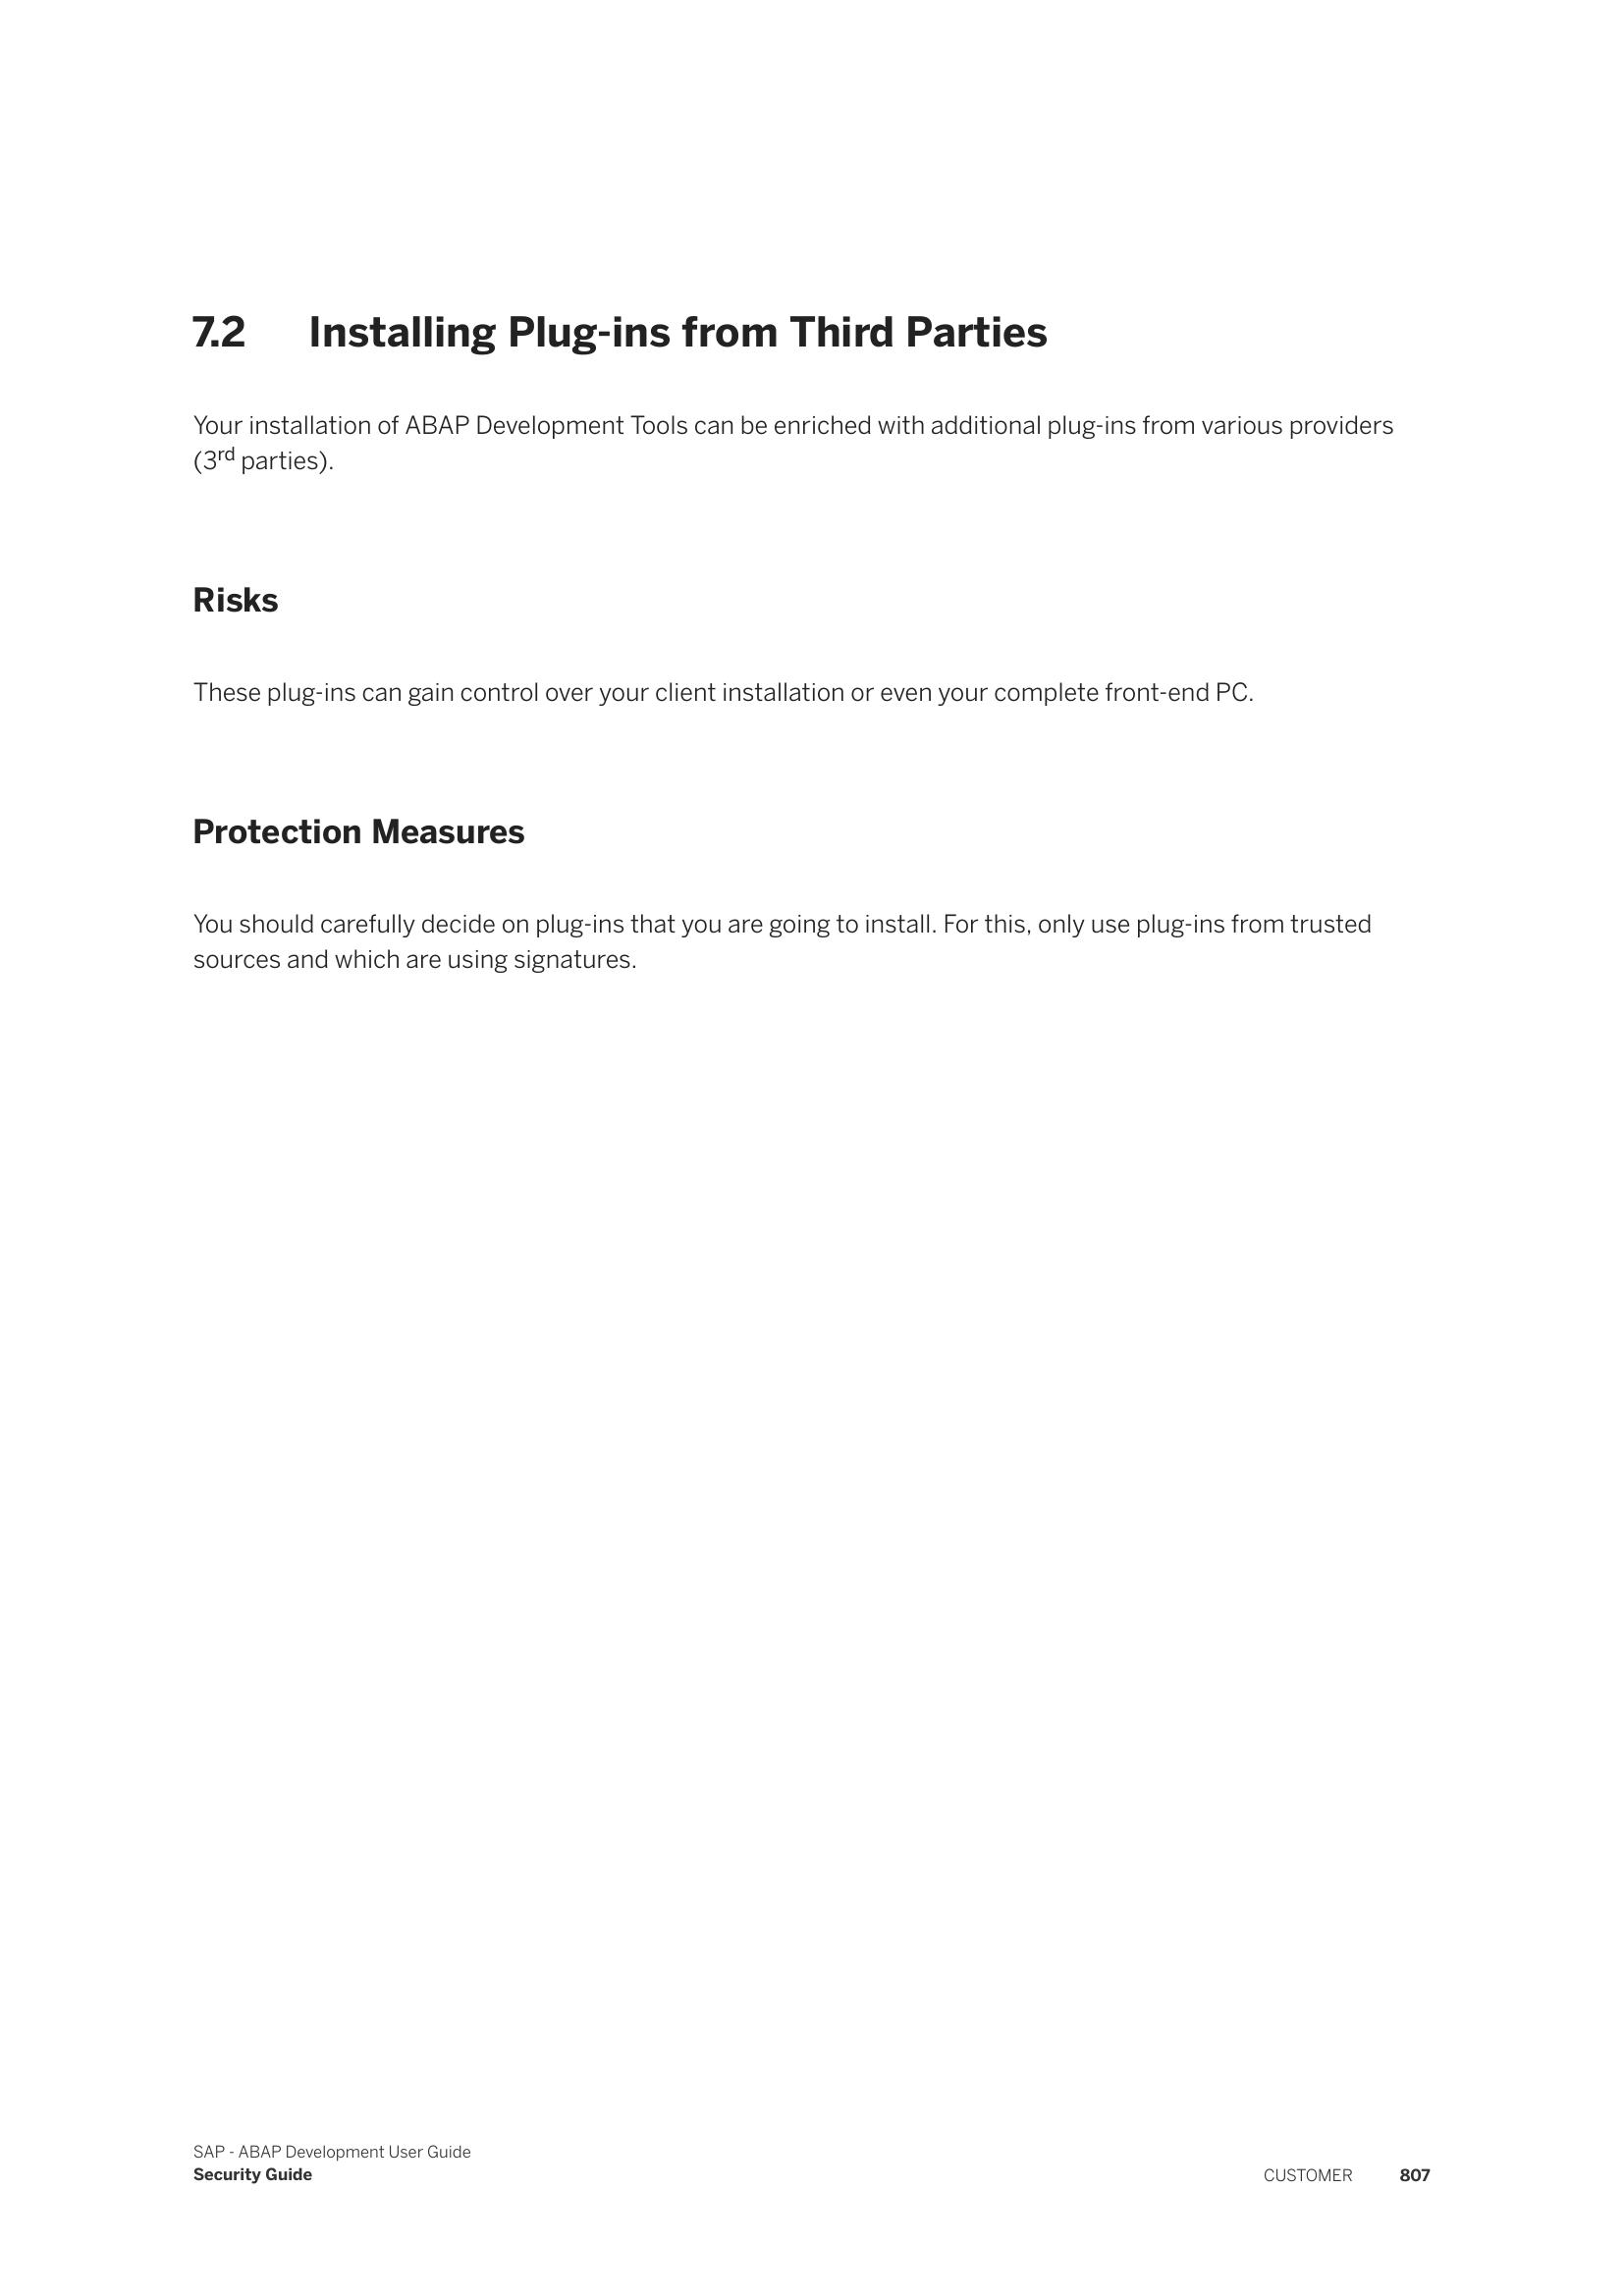 7.2 Installing Plug-ins from Third Parties
Your installation of ABAP Development Tools can be enriched with additional plug-ins from various providers
(3rd parties).
Risks
These plug-ins can gain control over your client installation or even your complete front-end PC.
Protection Measures
You should carefully decide on plug-ins that you are going to install. For this, only use plug-ins from trusted
sources and which are using signatures.
SAP - ABAP Development User Guide
Security Guide
CUSTOMER 807